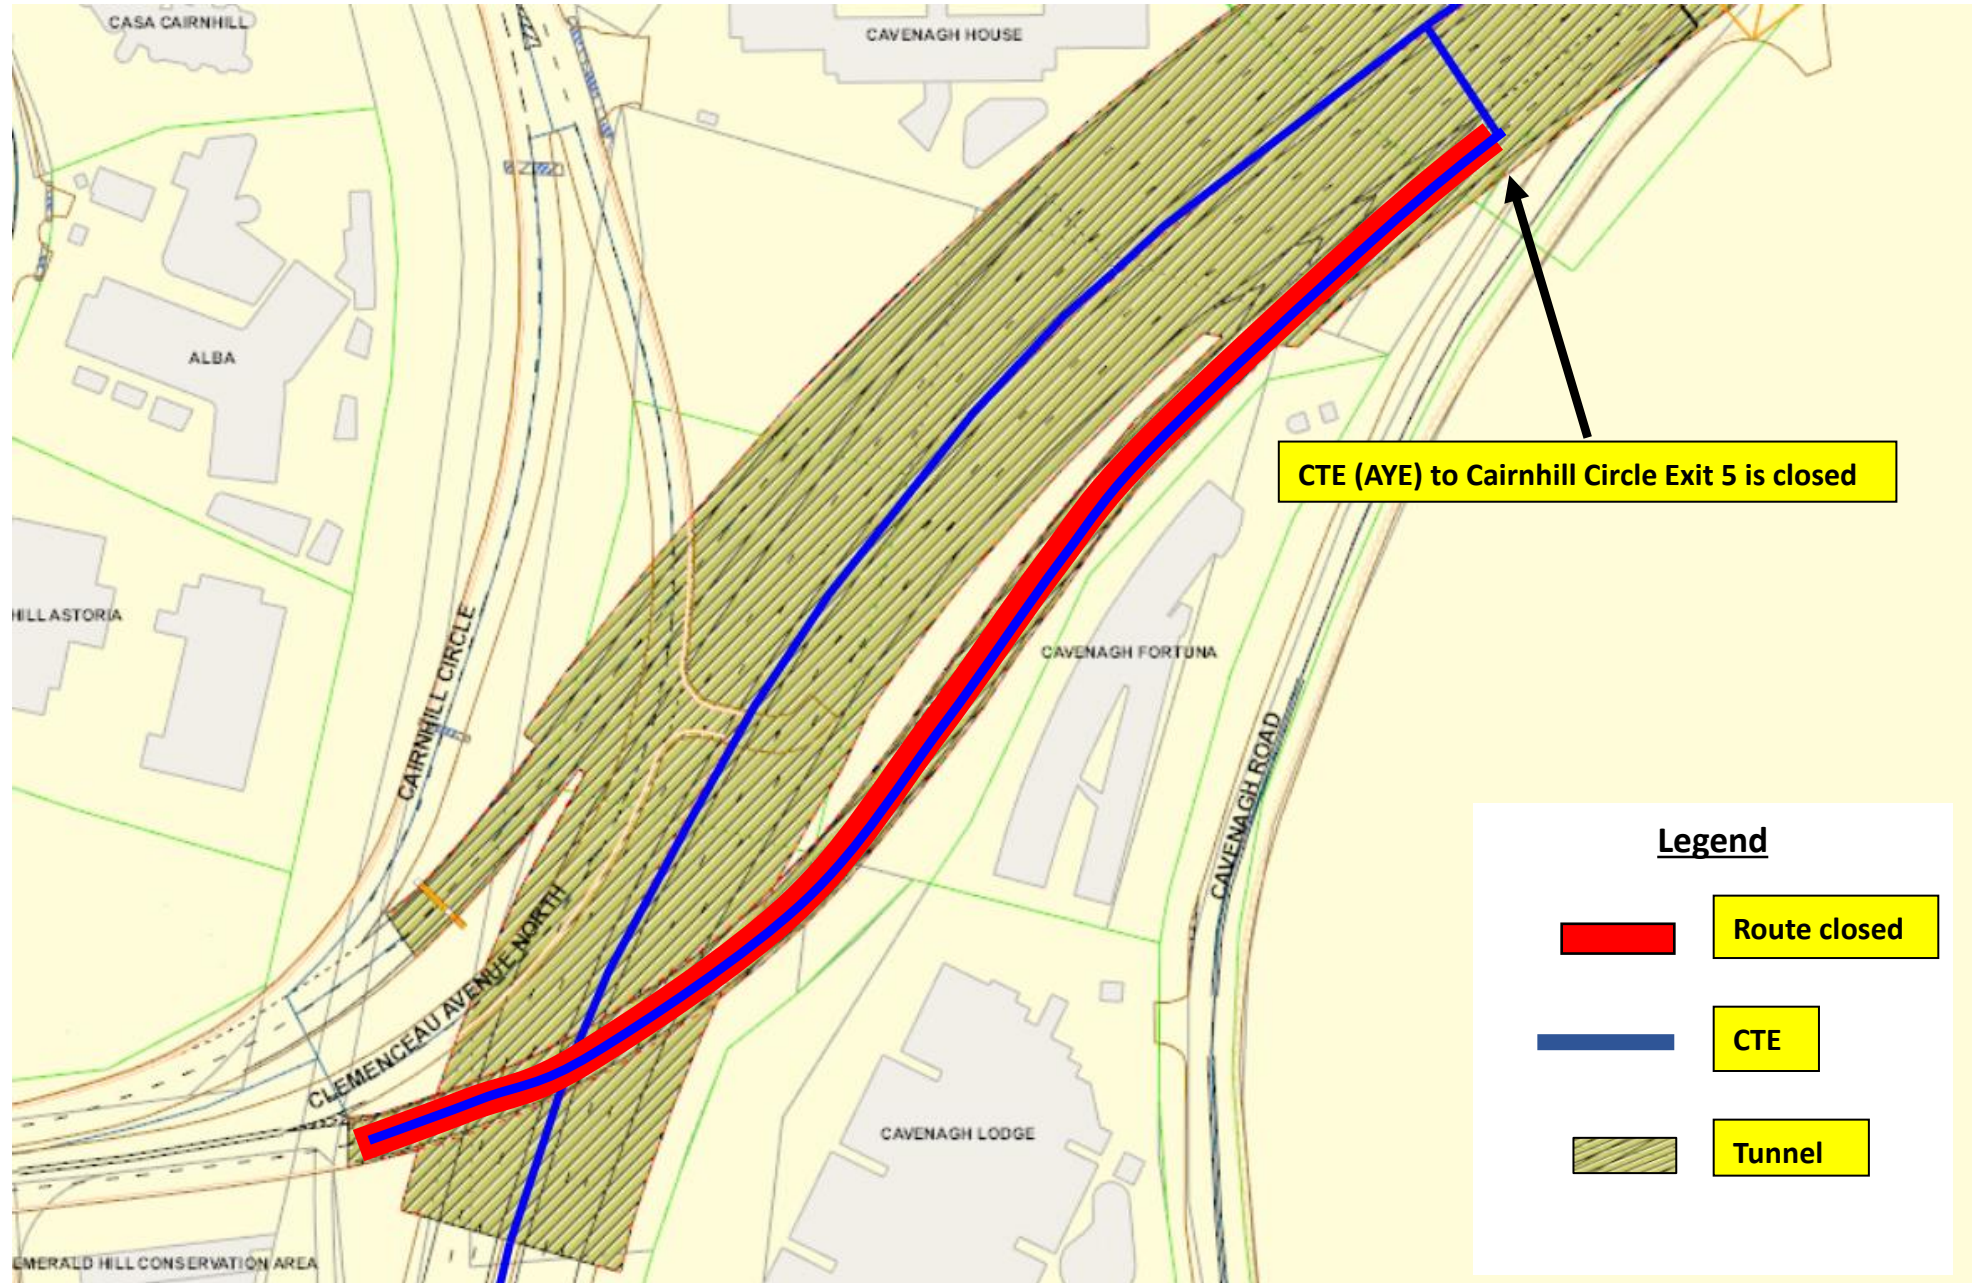 CASA CAIRNHILL
CAVENAGH HOUSE
ALBA
CTE (AYE) to Cairnhill Circle Exit 5 is closed
HILL ASTORIA
CAIRNHILL CIRCLE
CAVENAGH FORTUNA
CAVENAGH ROAD
CLEMENCEAU AVENUE NORTH
CAVENAGH LODGE
EMERALD HILL CONSERVATION AREA
Legend
Route closed
CTE
Tunnel